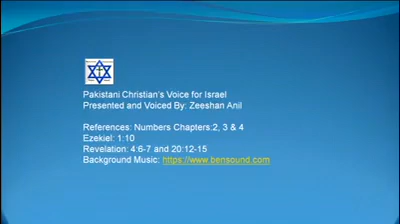 Pakistani Christian's Voice for Israel
Presented and Voiced By: Zeeshan Anil
References: Numbers Chapters:2, 3 & 4
Ezekiel: 1:10
Revelation: 4:6-7 and 20:12-15
Background Music: https://www.bensound.com